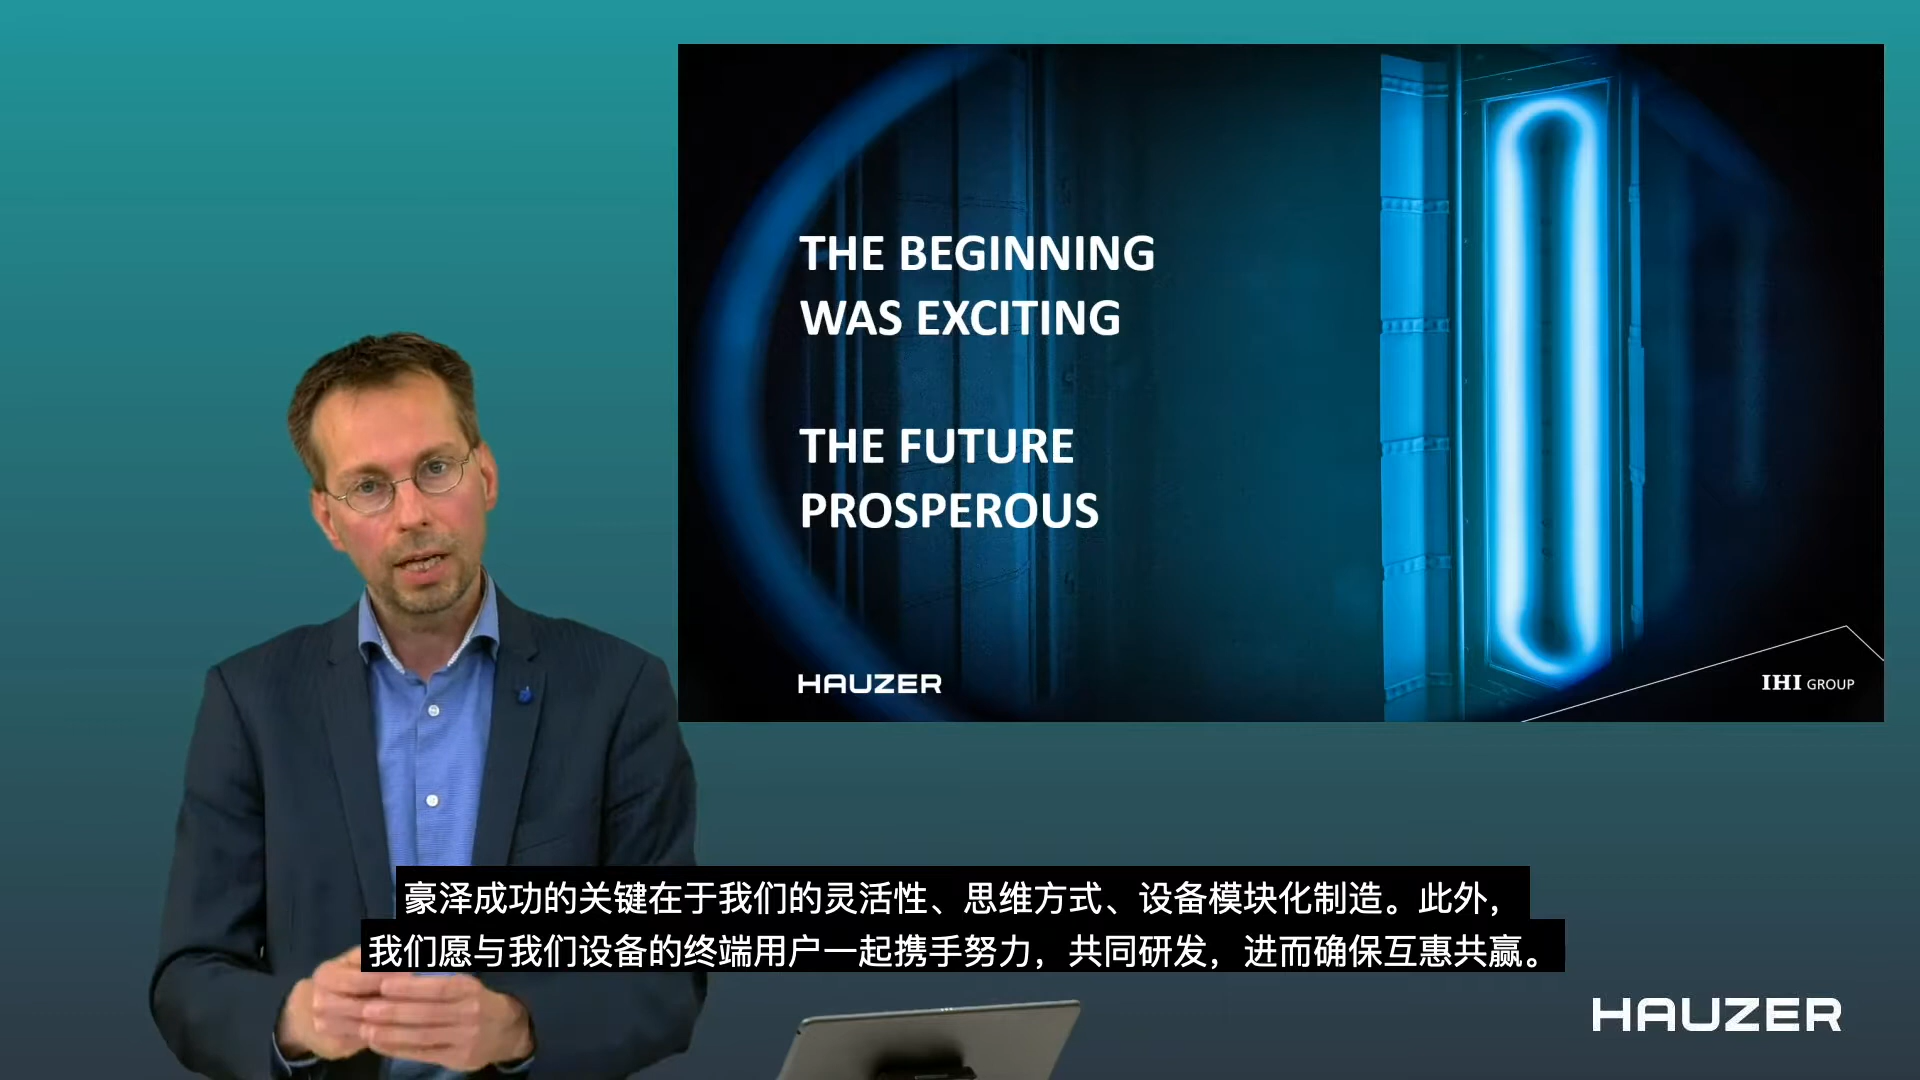 THE BEGINNING
WAS EXCITING
THE FUTURE
PROSPEROUS
HAUZER
IHI GROUP
豪泽成功的关键在于我们的灵活性、思维方式、设备模块化制造。此外，
我们愿与我们设备的终端用户一起携手努力，共同研发，进而确保互惠共赢。
HAUZER